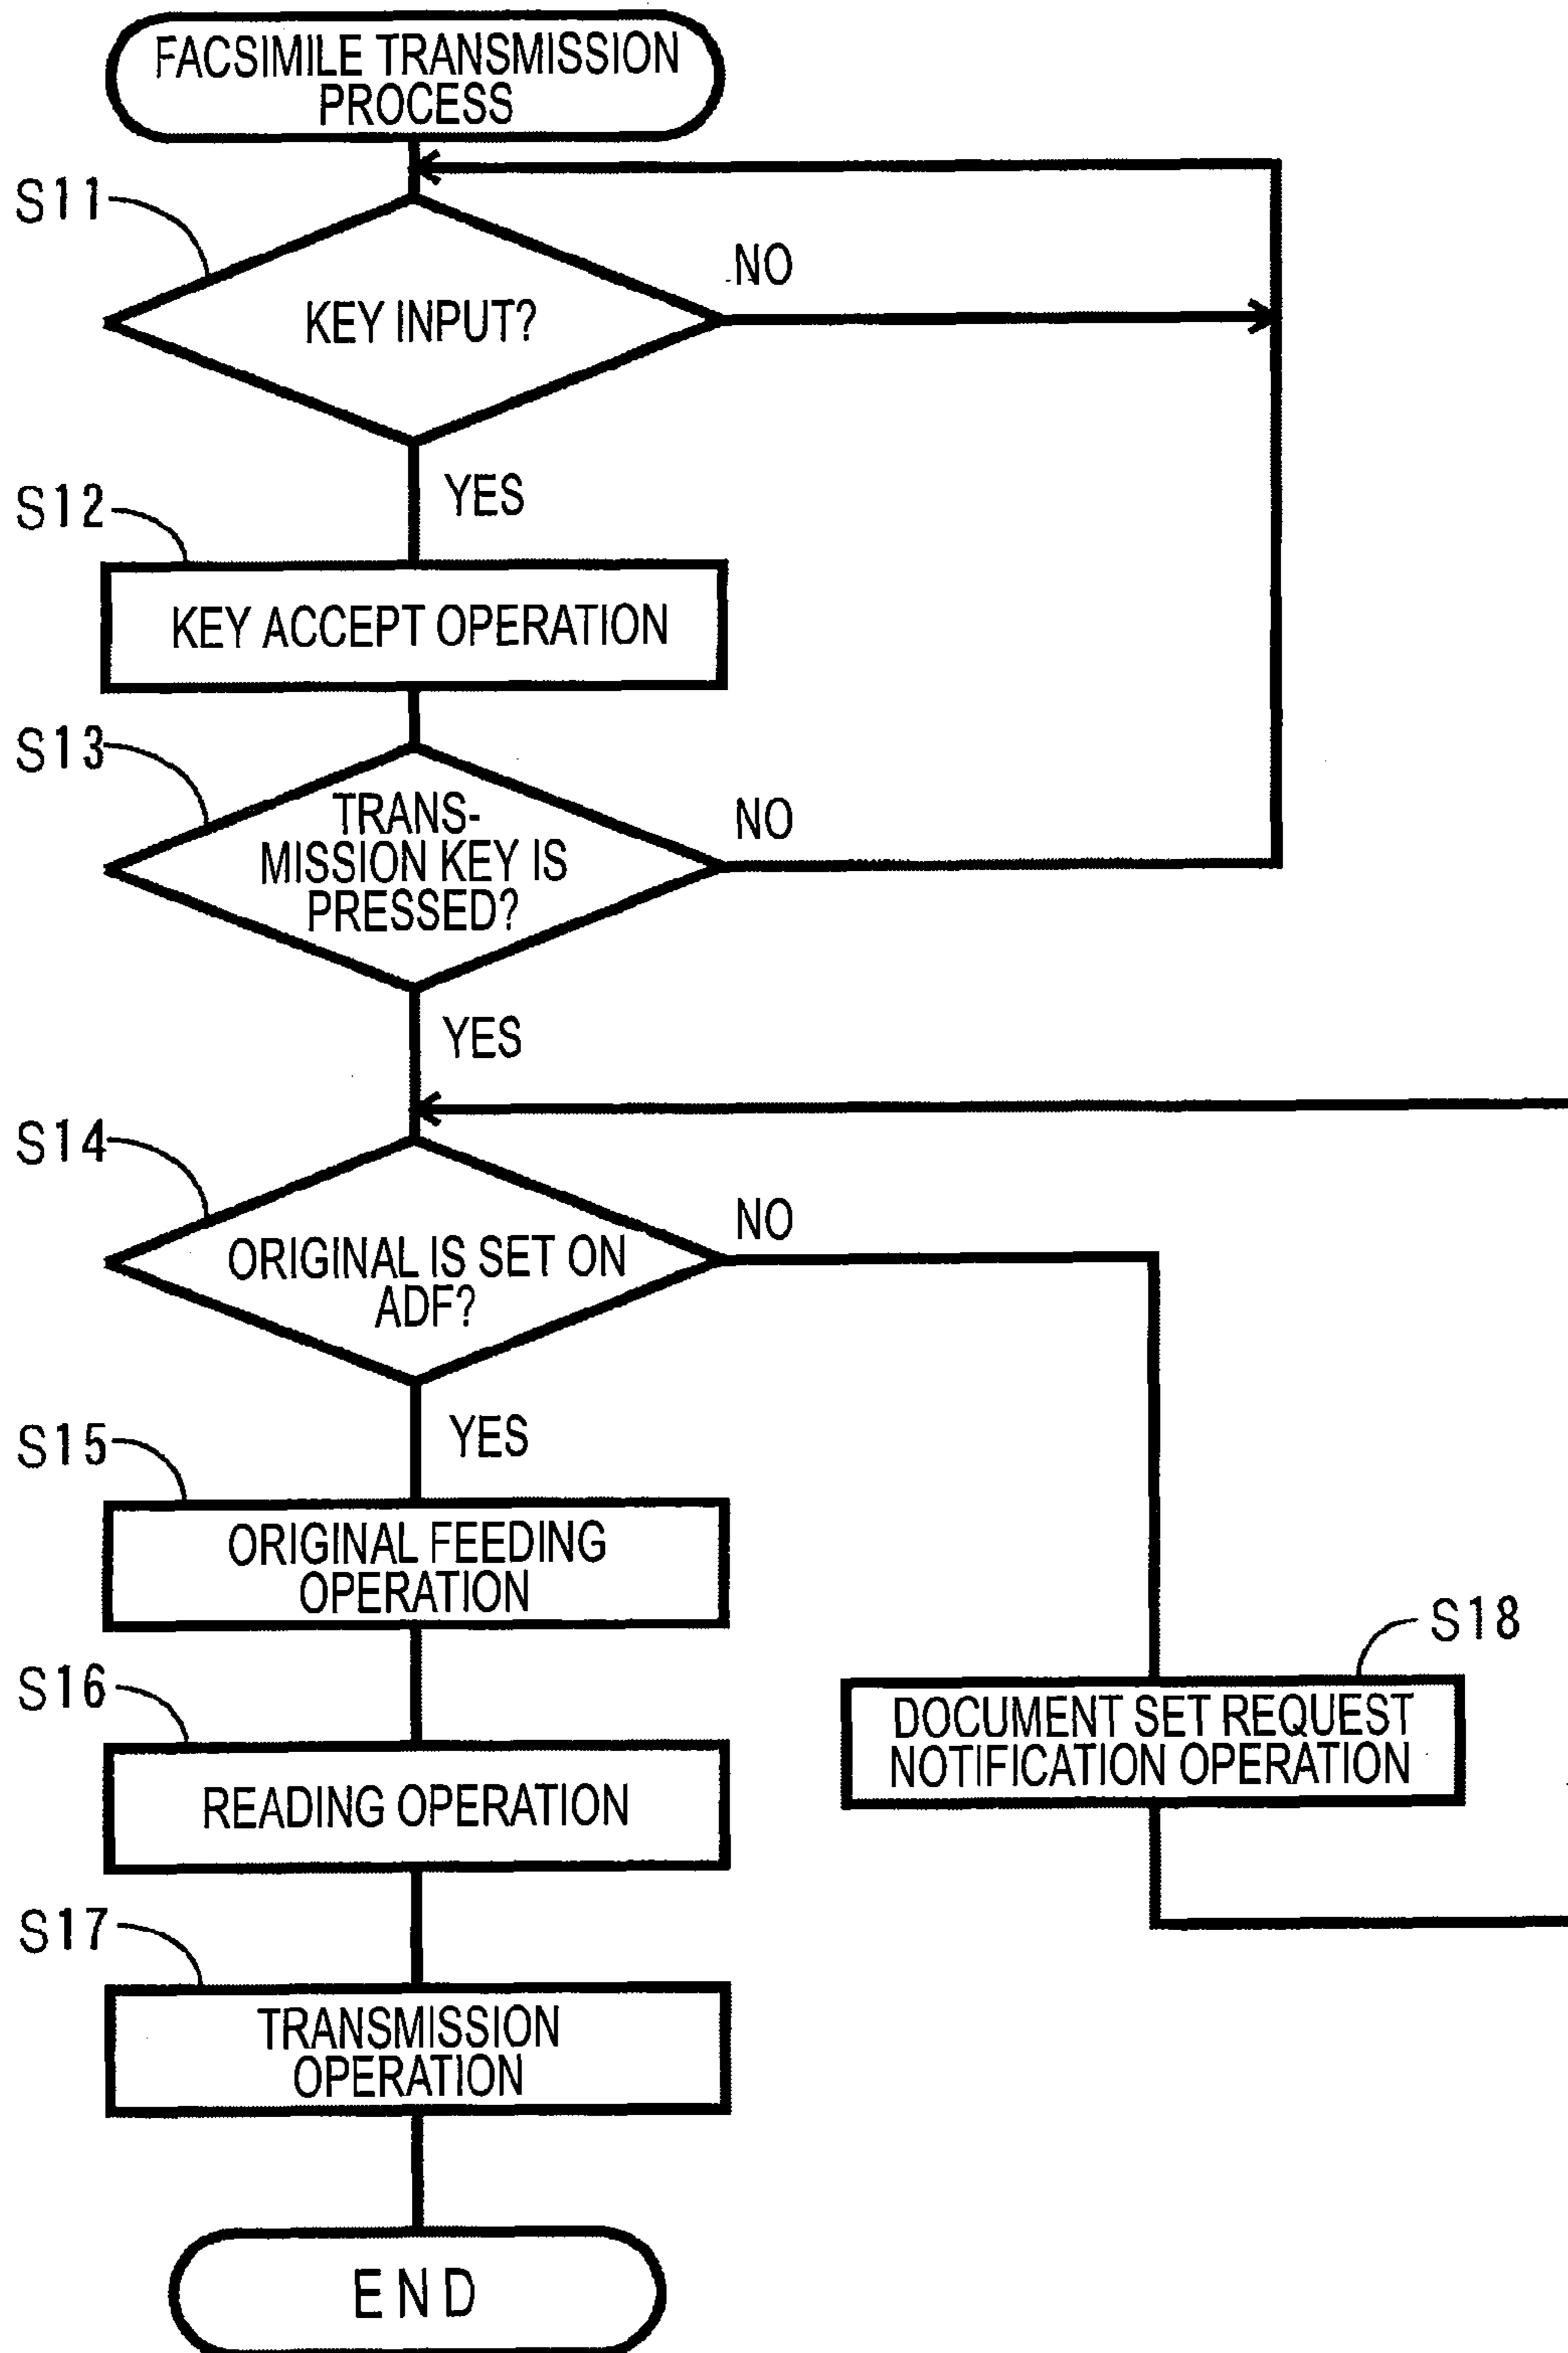 FACSIMILE TRANSMISSION
PROCESS
S11
KEY INPUT?
NO
YES
S12
KEY ACCEPT OPERATION
S13
TRANS-
MISSION KEY IS
PRESSED?
NO
YES
S14
ORIGINAL IS SET ON
ADF?
NO
YES
S15
ORIGINAL FEEDING
OPERATION
S18
DOCUMENT SET REQUEST
NOTIFICATION OPERATION
S16
READING OPERATION
S17
TRANSMISSION
OPERATION
END